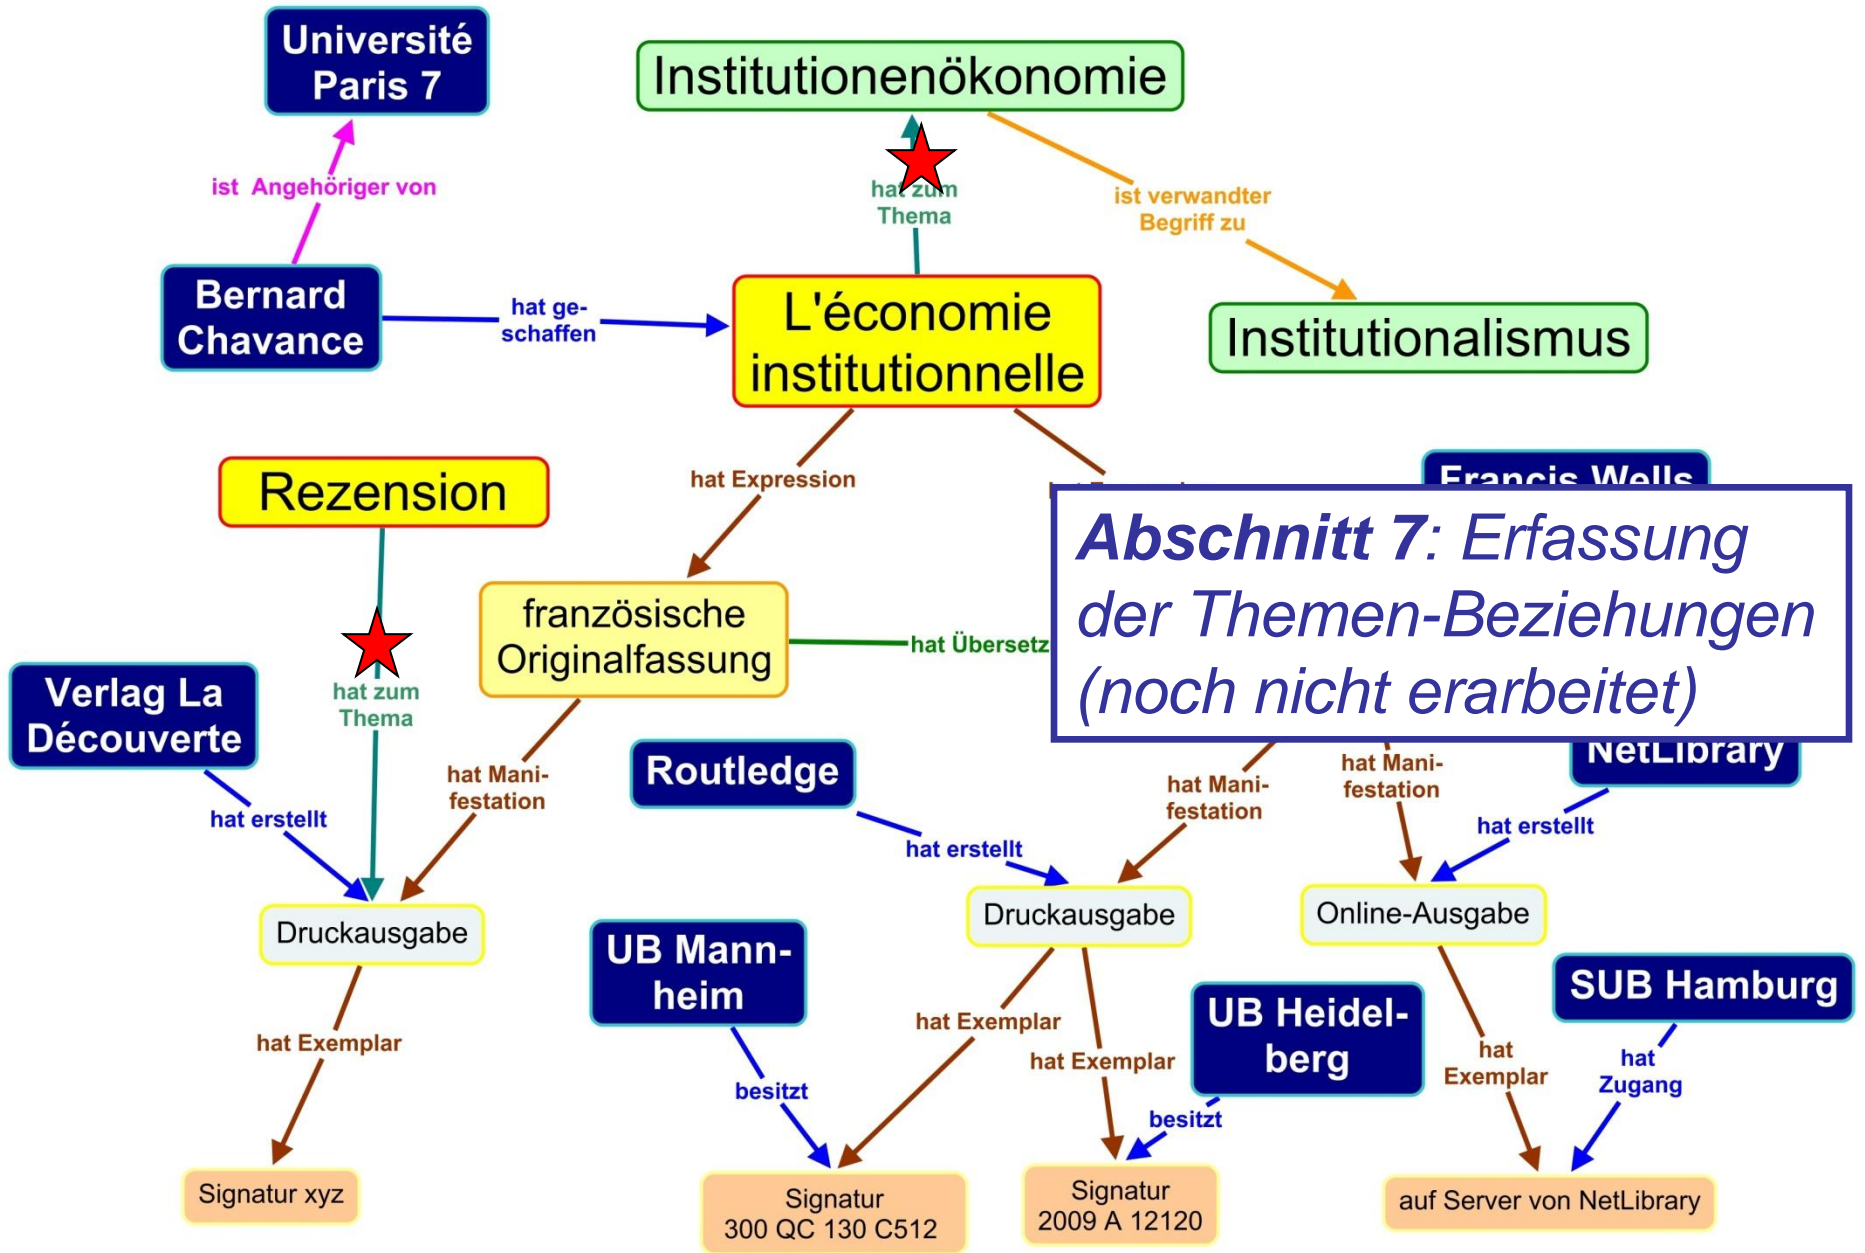 Université
Paris 7
Institutionenökonomie
ist  Angehöriger von
hat zum
Thema
ist verwandter
Begriff zu
Bernard
Chavance
hat ge-
schaffen
L'économie
institutionnelle
Institutionalismus
Rezension
hat Expression
Francis Wells
Abschnitt 7: Erfassung
der Themen-Beziehungen
(noch nicht erarbeitet)
französische
Originalfassung
hat Übersetz
Verlag La
Découverte
hat zum
Thema
hat Mani-
festation
Routledge
hat Mani-
festation
hat Mani-
festation
NetLibrary
hat erstellt
hat erstellt
hat erstellt
Druckausgabe
Druckausgabe
Online-Ausgabe
UB Mann-
heim
UB Heidel-
berg
SUB Hamburg
hat Exemplar
hat Exemplar
hat Exemplar
hat
Exemplar
hat
Zugang
besitzt
besitzt
Signatur xyz
Signatur
300 QC 130 C512
Signatur
2009 A 12120
auf Server von NetLibrary